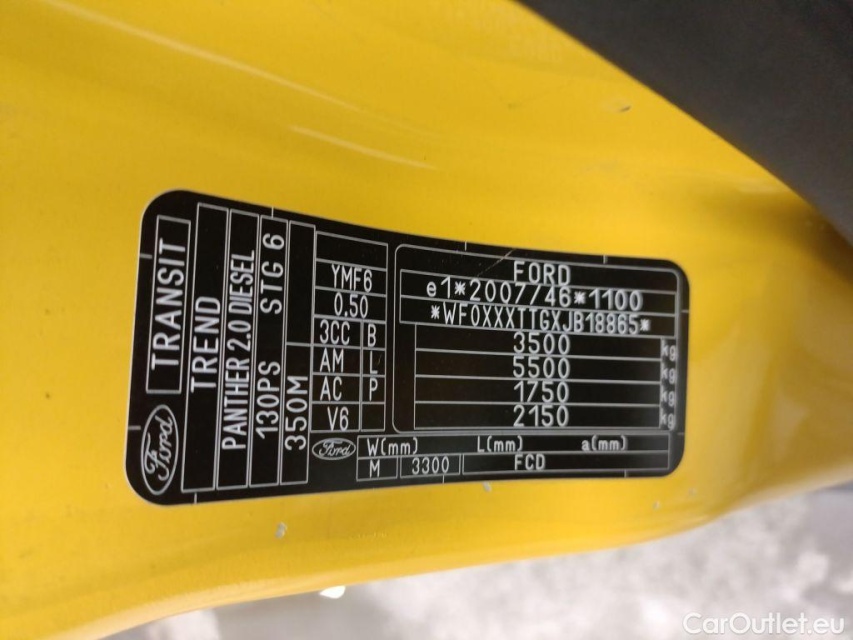 Ford
TRANSIT
TREND
PANTHER 2.0 DIESEL
130PS STG 6
350M
YMF6
0.50
3CC B
AM L
AC P
V6
FORD
e1*2007/46*1100
*WF0XXXTTGXJB18865*
3500 kg
5500 kg
1750 kg
2150 kg
Ford
W(mm) L(mm) a(mm)
M 3300 FCD
CarOutlet.eu